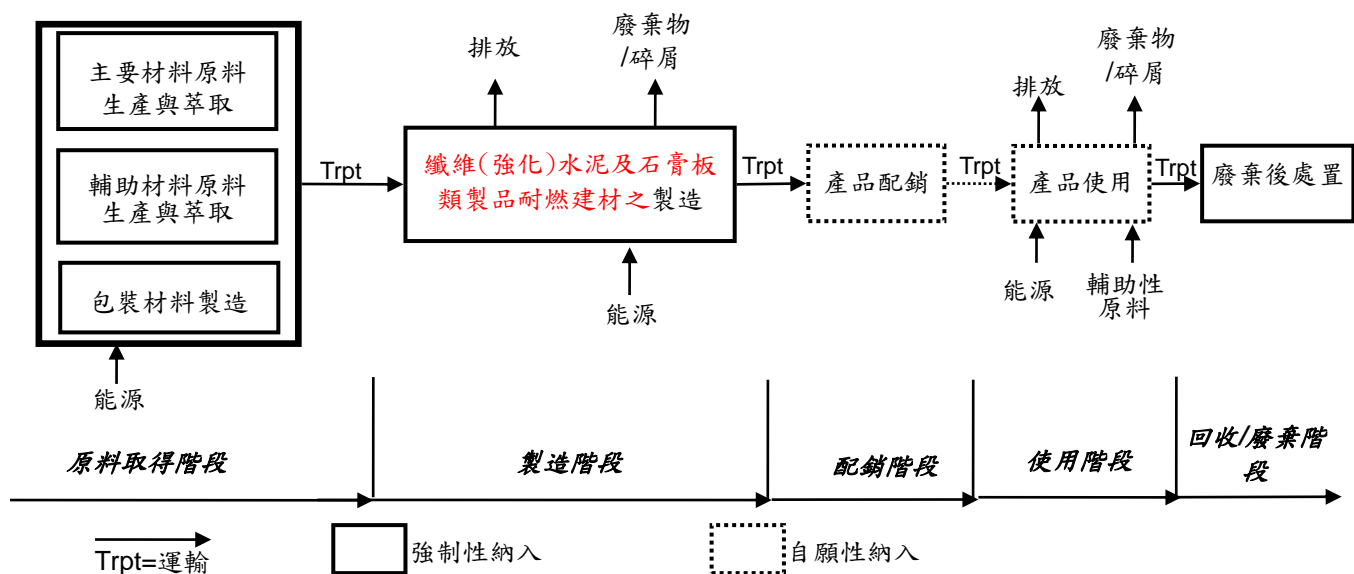 主要材料原料
生產與萃取
輔助材料原料
生產與萃取
包裝材料製造
能源
Trpt
排放
廢棄物
/碎屑
纖維(強化)水泥及石膏板
類製品耐燃建材之製造
能源
Trpt
產品配銷
Trpt
排放
廢棄物
/碎屑
產品使用
能源
輔助性
原料
Trpt
廢棄後處置
原料取得階段
製造階段
配銷階段
使用階段
回收/廢棄階
段
Trpt=運輸
強制性納入
自願性納入